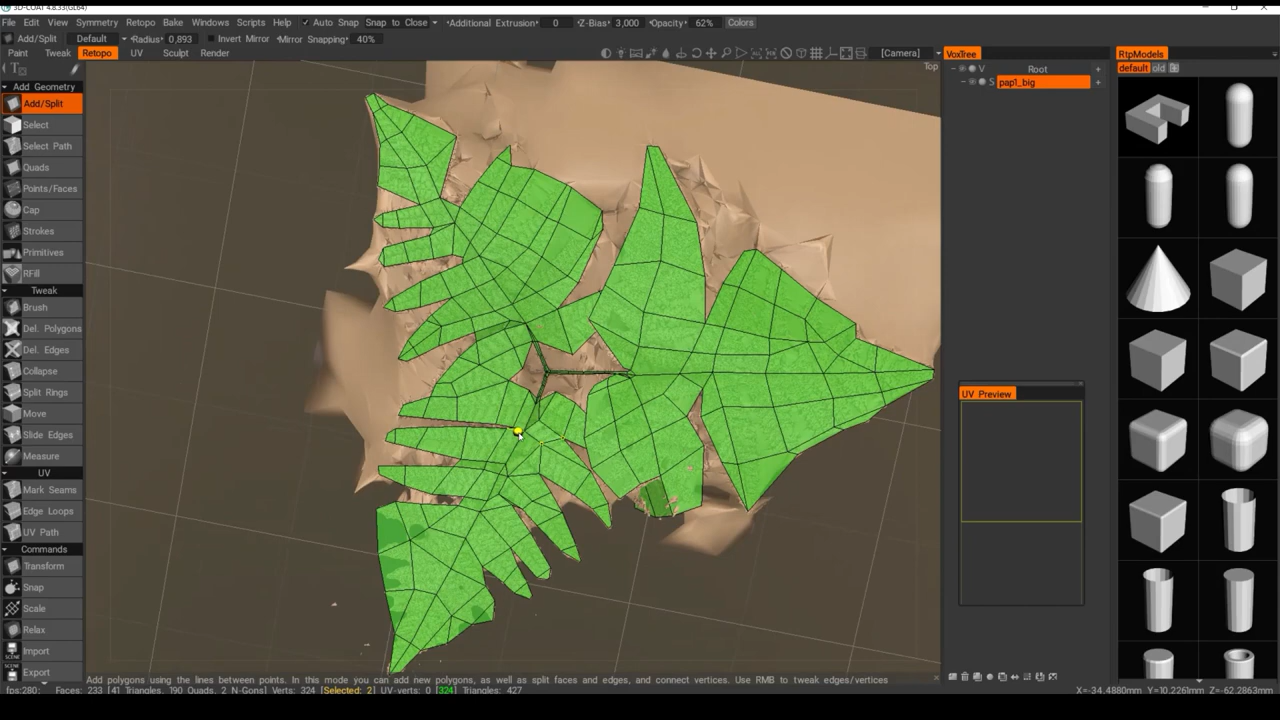 3D-COAT 4.8.33(GL64)
File Edit View Symmetry Retopo Bake Windows Scripts Help Auto Snap Snap to Close Additional Extrusion 0 Z-Bias: 3,000 Opacity: 62% Colors
Add/Split Default Radius: 0,893 Insert Mirror Mirror Snapping: 40%
Paint Tweak Retopo UV Sculpt Render [Camera] VoxTree RtpModels
Top
V Root +
default old
Add Geometry
S pap1_big +
Add/Split
Select
Select Path
Quads
Points/Faces
Cap
Strokes
Primitives
RFill
Tweak
Brush
Del. Polygons
Del. Edges
Collapse
Split Rings
UV Preview
Move
Slide Edges
Measure
UV
Mark Seams
Edge Loops
UV Path
Commands
Transform
Snap
Scale
Relax
Import
Export
Add polygons using the lines between points. In this mode you can add new polygons, as well as split faces and edges, and connect vertices. Use RMB to tweak edges/vertices
fps:280; Faces: 233 [41 Triangles, 190 Quads, 2 N-Gons] Verts: 324 [Selected: 2] UV-verts: 0 [324] Triangles: 427 X=-34.4880mm Y=10.2261mm Z=-62.2863mm